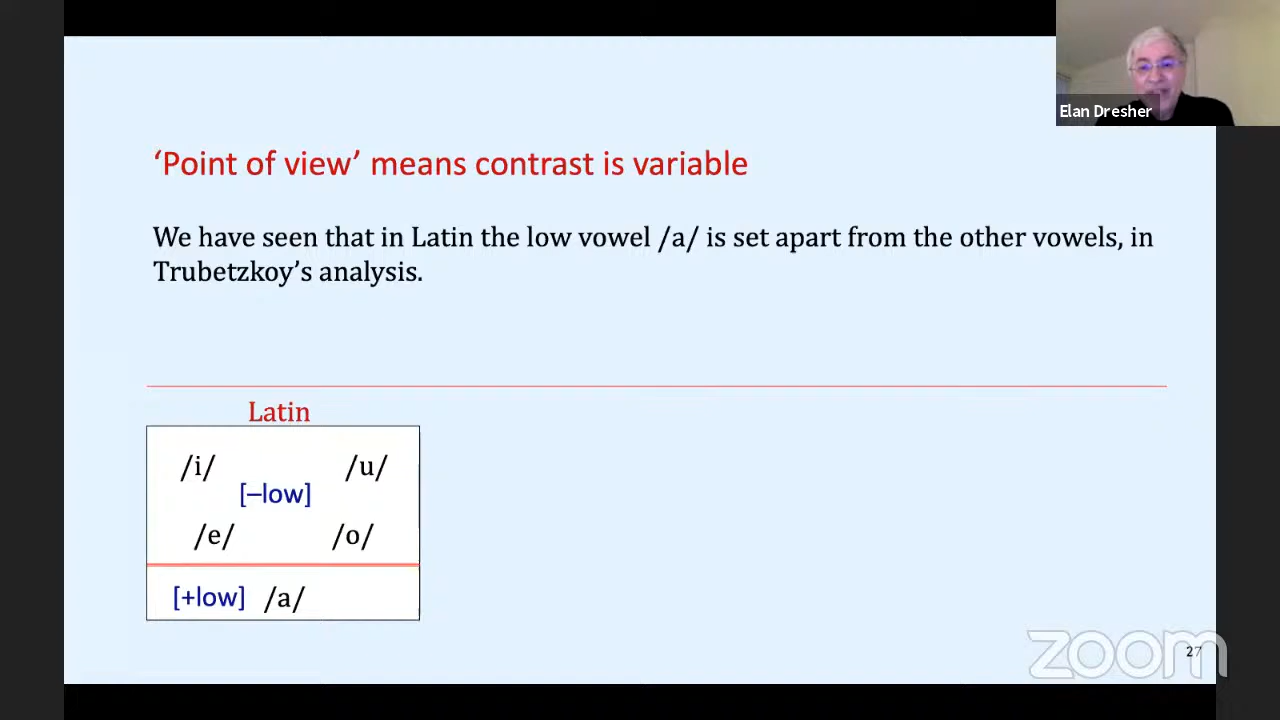 Elan Dresher
‘Point of view’ means contrast is variable
We have seen that in Latin the low vowel /a/ is set apart from the other vowels, in
Trubetzkoy’s analysis.
Latin
/i/ /u/
[–low]
/e/ /o/
[+low] /a/
zoom
27